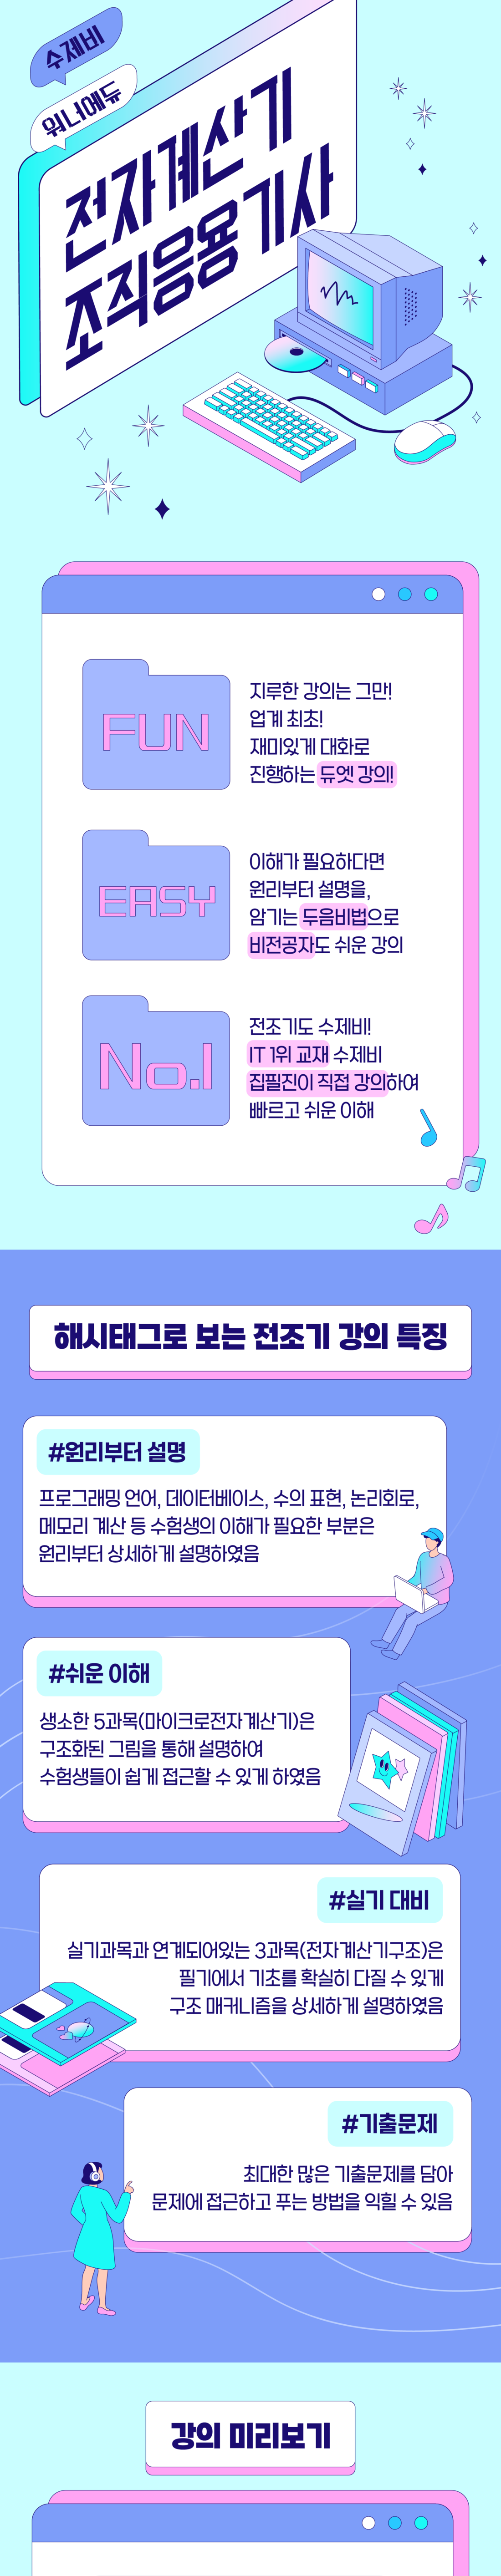 수제비
워너에듀
전자계산기
조직응용기사
FUN
지루한 강의는 그만!
업계 최초!
재미있게 대화로
진행하는 듀엣 강의!
EASY
이해가 필요하다면
원리부터 설명을,
암기는 두음비법으로
비전공자도 쉬운 강의
No.1
전조기도 수제비!
IT 1위 교재 수제비
집필진이 직접 강의하여
빠르고 쉬운 이해
해시태그로 보는 전조기 강의 특징
#원리부터 설명
프로그래밍 언어, 데이터베이스, 수의 표현, 논리회로,
메모리 계산 등 수험생의 이해가 필요한 부분은
원리부터 상세하게 설명하였음
#쉬운 이해
생소한 5과목(마이크로전자계산기)은
구조화된 그림을 통해 설명하여
수험생들이 쉽게 접근할 수 있게 하였음
#실기 대비
실기과목과 연계되어있는 3과목(전자계산기구조)은
필기에서 기초를 확실히 다질 수 있게
구조 매커니즘을 상세하게 설명하였음
#기출문제
최대한 많은 기출문제를 담아
문제에 접근하고 푸는 방법을 익힐 수 있음
강의 미리보기